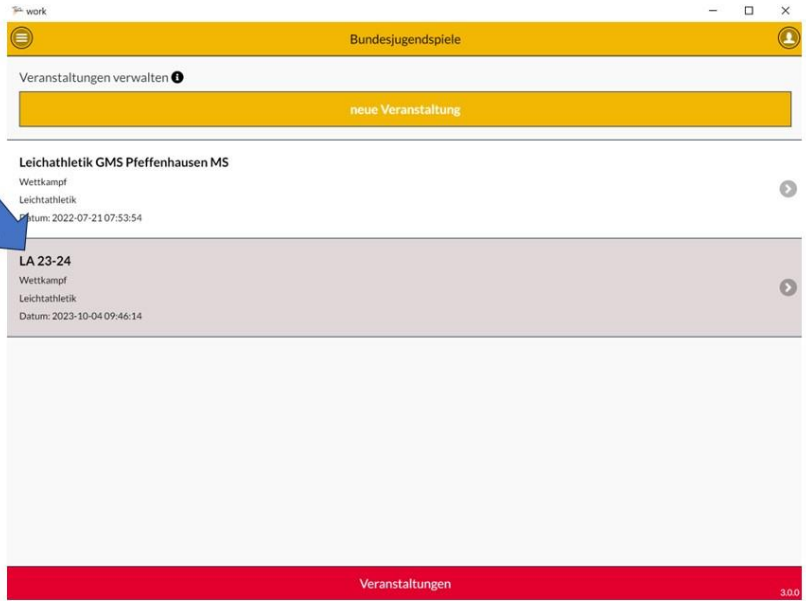 work
Bundesjugendspiele
Veranstaltungen verwalten
neue Veranstaltung
Leichathletik GMS Pfeffenhausen MS
Wettkampf
Leichtathletik
Datum: 2022-07-21 07:53:54
LA 23-24
Wettkampf
Leichtathletik
Datum: 2023-10-04 09:46:14
Veranstaltungen
3.0.0